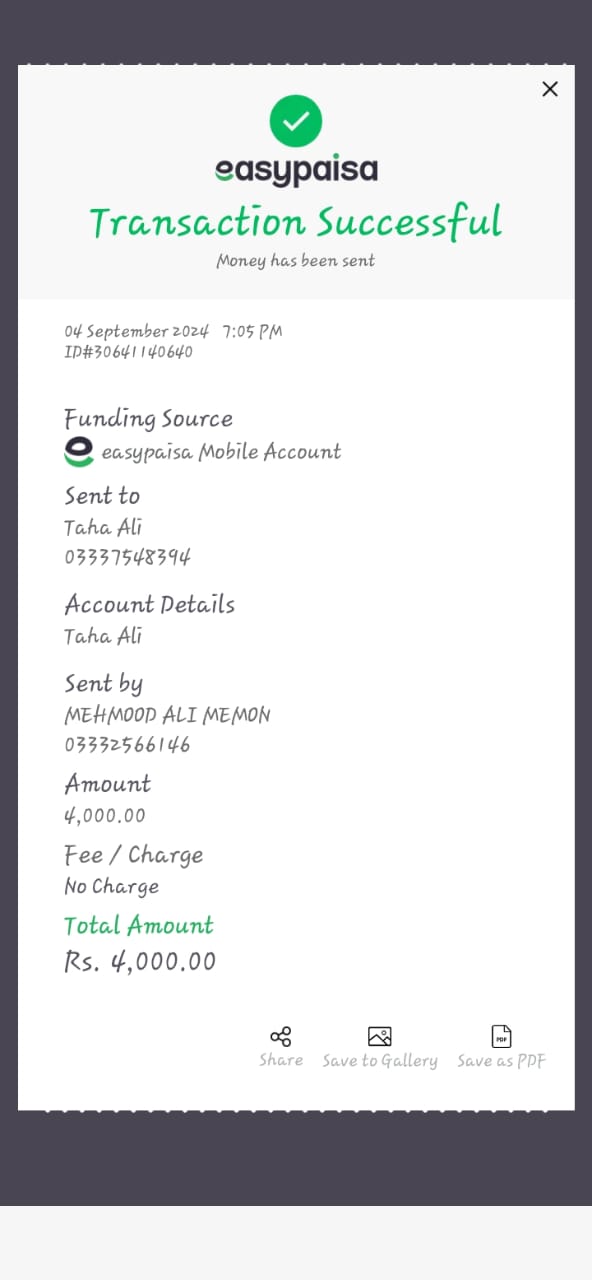 easypaisa
Transaction Successful
Money has been sent
04 September 2024 7:05 PM
ID#30641140640
Funding Source
easypaisa Mobile Account
Sent to
Taha Ali
03337548394
Account Details
Taha Ali
Sent by
MEHMOOD ALI MEMON
03332566146
Amount
4,000.00
Fee / Charge
No Charge
Total Amount
Rs. 4,000.00
Share Save to Gallery Save as PDF